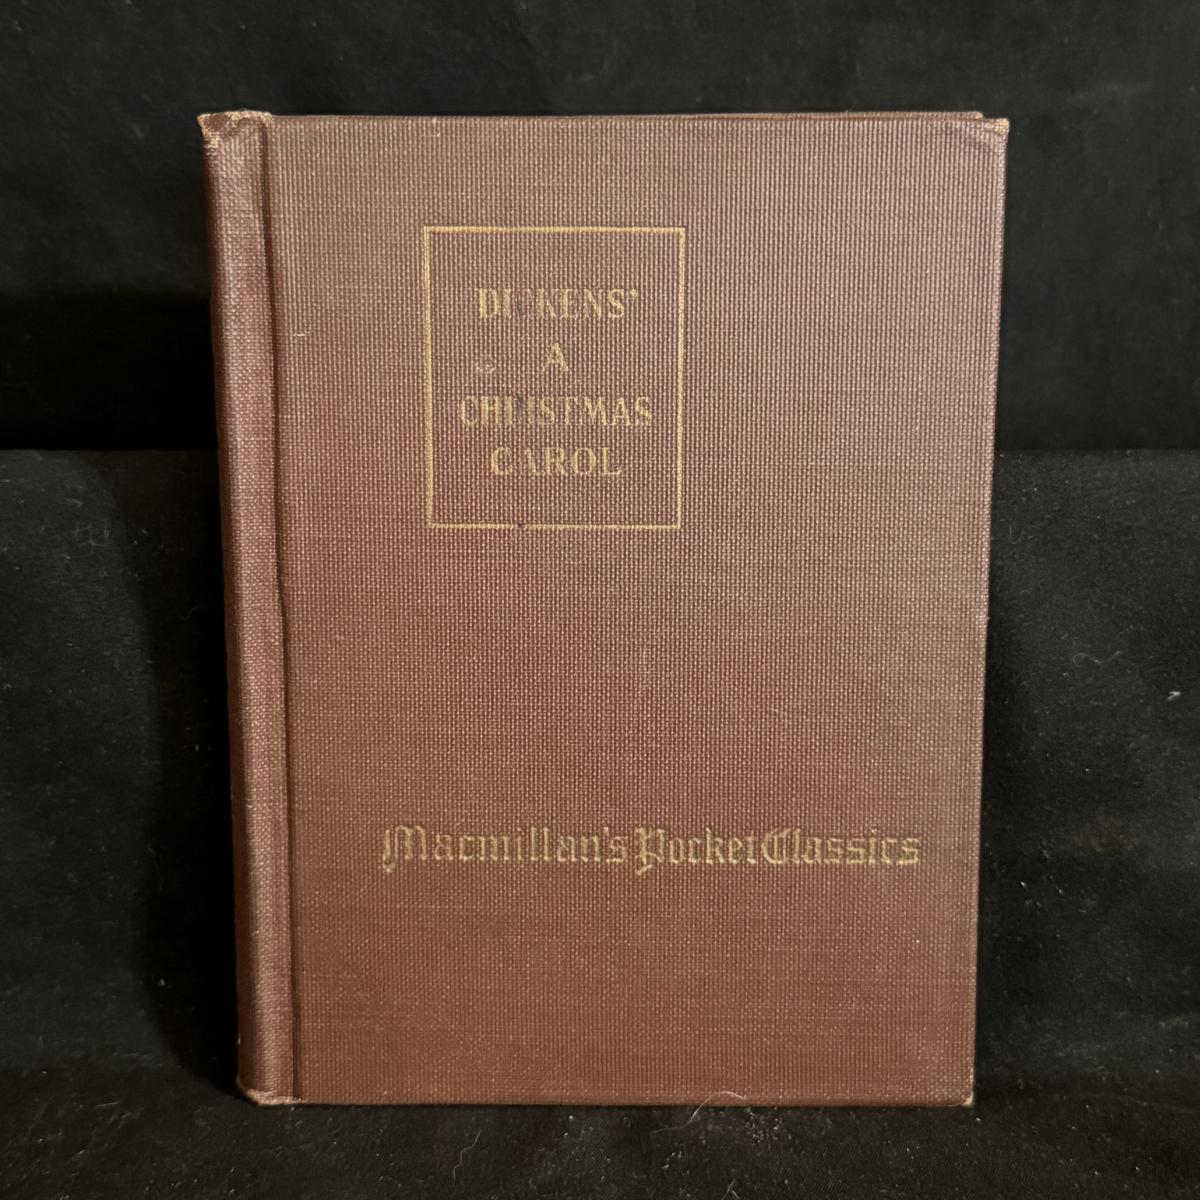 DICKENS'
A
CHRISTMAS
CAROL
Macmillan's Pocket Classics